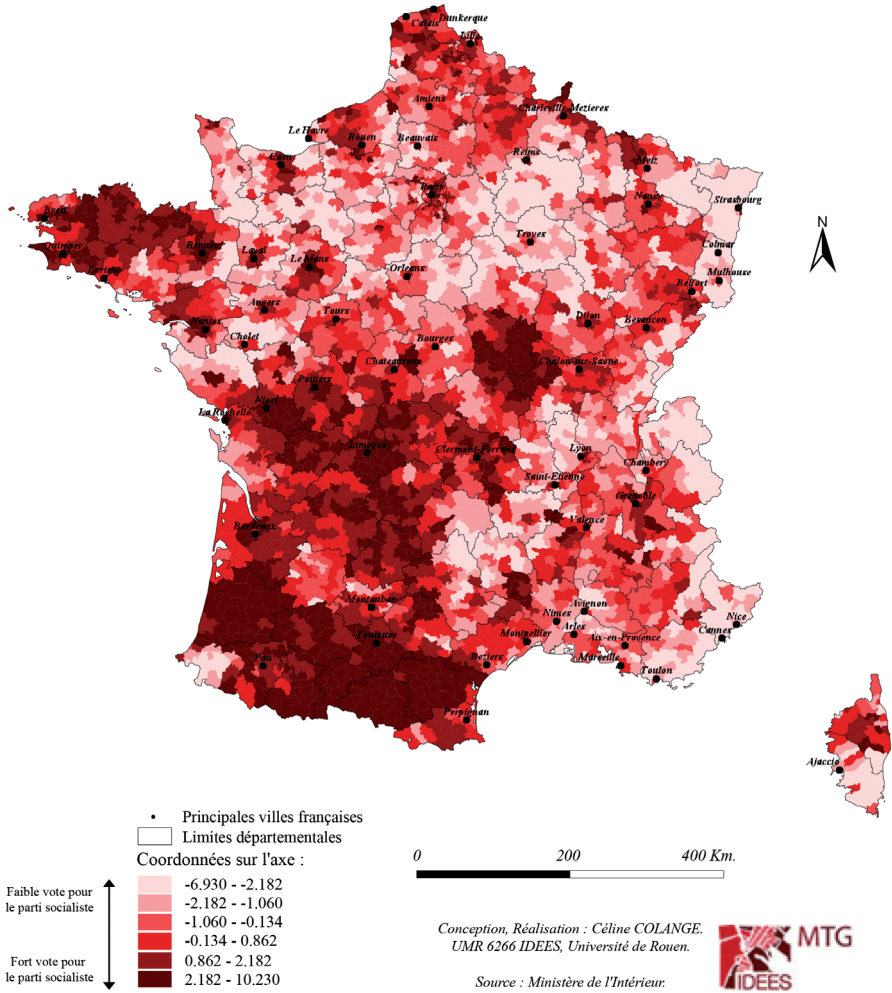 Dunkerque
Calais
Lille
Amiens
Charleville-Mezieres
Le Havre
Rouen
Beauvais
Reims
Caen
Metz
Paris
Nancy
Strasbourg
N
Brest
Troyes
Quimper
Rennes
Laval
Colmar
Lorient
Le Mans
Orleans
Mulhouse
Belfort
Angers
Tours
Dijon
Besancon
Nantes
Cholet
Bourges
Chateauroux
Chalon-sur-Saone
Poitiers
Niort
La Rochelle
Limoges
Clermont-Ferrand
Lyon
Chambery
Saint-Etienne
Grenoble
Bordeaux
Valence
Montauban
Avignon
Nimes
Nice
Toulouse
Montpellier
Arles
Cannes
Aix-en-Provence
Pau
Beziers
Marseille
Toulon
Perpignan
Ajaccio
Principales villes françaises
Limites départementales
Coordonnées sur l'axe :
Faible vote pour
le parti socialiste
Fort vote pour
le parti socialiste
-6.930 - -2.182
-2.182 - -1.060
-1.060 - -0.134
-0.134 - 0.862
0.862 - 2.182
2.182 - 10.230
0 200 400 Km.
Conception, Réalisation : Céline COLANGE.
UMR 6266 IDEES, Université de Rouen.
Source : Ministère de l'Intérieur.
MTG
IDEES